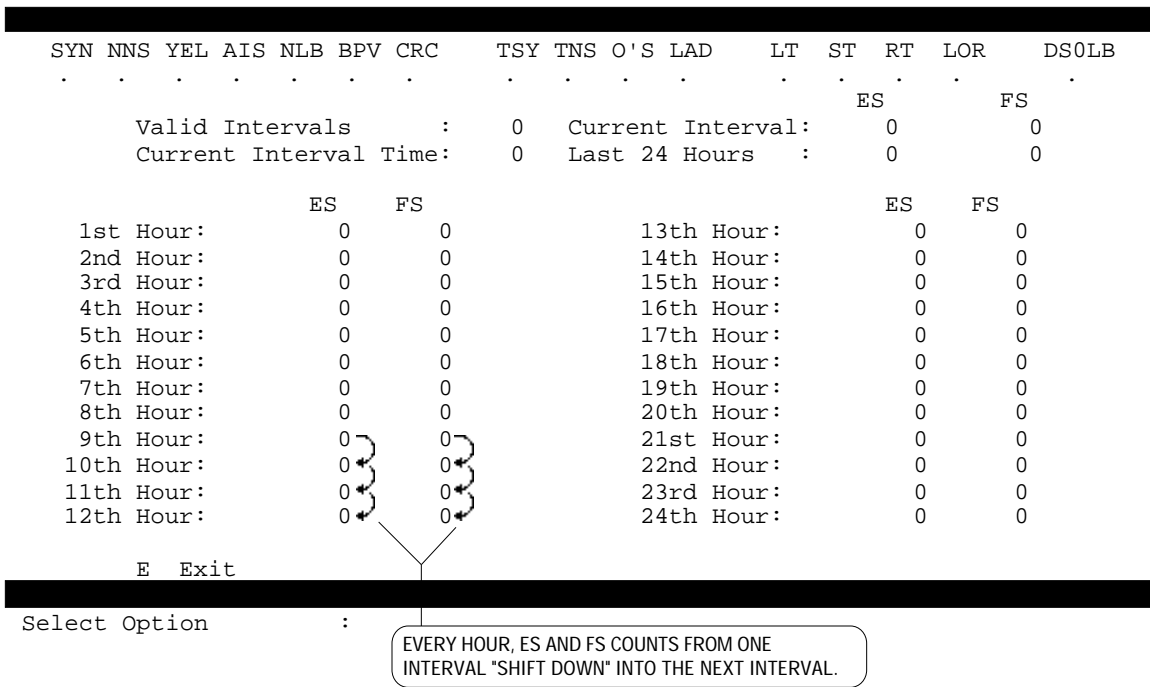 SYN NNS YEL AIS NLB BPV CRC TSY TNS O'S LAD LT ST RT LOR DS0LB
. . . . . . . . . . . . . . . .
ES FS
Valid Intervals : 0 Current Interval: 0 0
Current Interval Time: 0 Last 24 Hours : 0 0
ES FS ES FS
1st Hour: 0 0 13th Hour: 0 0
2nd Hour: 0 0 14th Hour: 0 0
3rd Hour: 0 0 15th Hour: 0 0
4th Hour: 0 0 16th Hour: 0 0
5th Hour: 0 0 17th Hour: 0 0
6th Hour: 0 0 18th Hour: 0 0
7th Hour: 0 0 19th Hour: 0 0
8th Hour: 0 0 20th Hour: 0 0
9th Hour: 0 0 21st Hour: 0 0
10th Hour: 0 0 22nd Hour: 0 0
11th Hour: 0 0 23rd Hour: 0 0
12th Hour: 0 0 24th Hour: 0 0
E Exit
Select Option :
EVERY HOUR, ES AND FS COUNTS FROM ONE
INTERVAL "SHIFT DOWN" INTO THE NEXT INTERVAL.